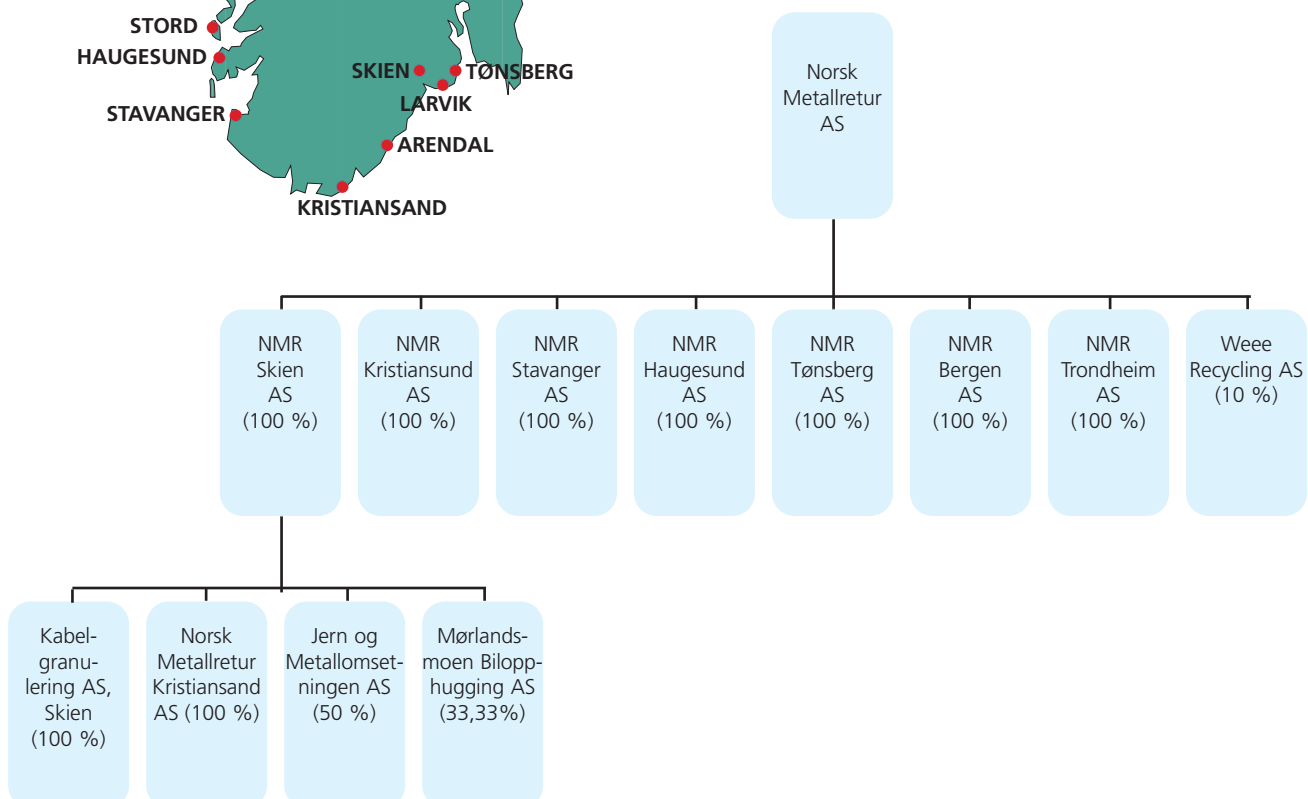 STORD
HAUGESUND
SKIEN
TØNSBERG
LARVIK
STAVANGER
ARENDAL
KRISTIANSAND
Norsk
Metallretur
AS
NMR
Skien
AS
(100 %)
NMR
Kristiansund
AS
(100 %)
NMR
Stavanger
AS
(100 %)
NMR
Haugesund
AS
(100 %)
NMR
Tønsberg
AS
(100 %)
NMR
Bergen
AS
(100 %)
NMR
Trondheim
AS
(100 %)
Weee
Recycling AS
(10 %)
Kabel-
granu-
lering AS,
Skien
(100 %)
Norsk
Metallretur
Kristiansand
AS (100 %)
Jern og
Metallomset-
ningen AS
(50 %)
Mørlands-
moen Bilopp-
hugging AS
(33,33%)